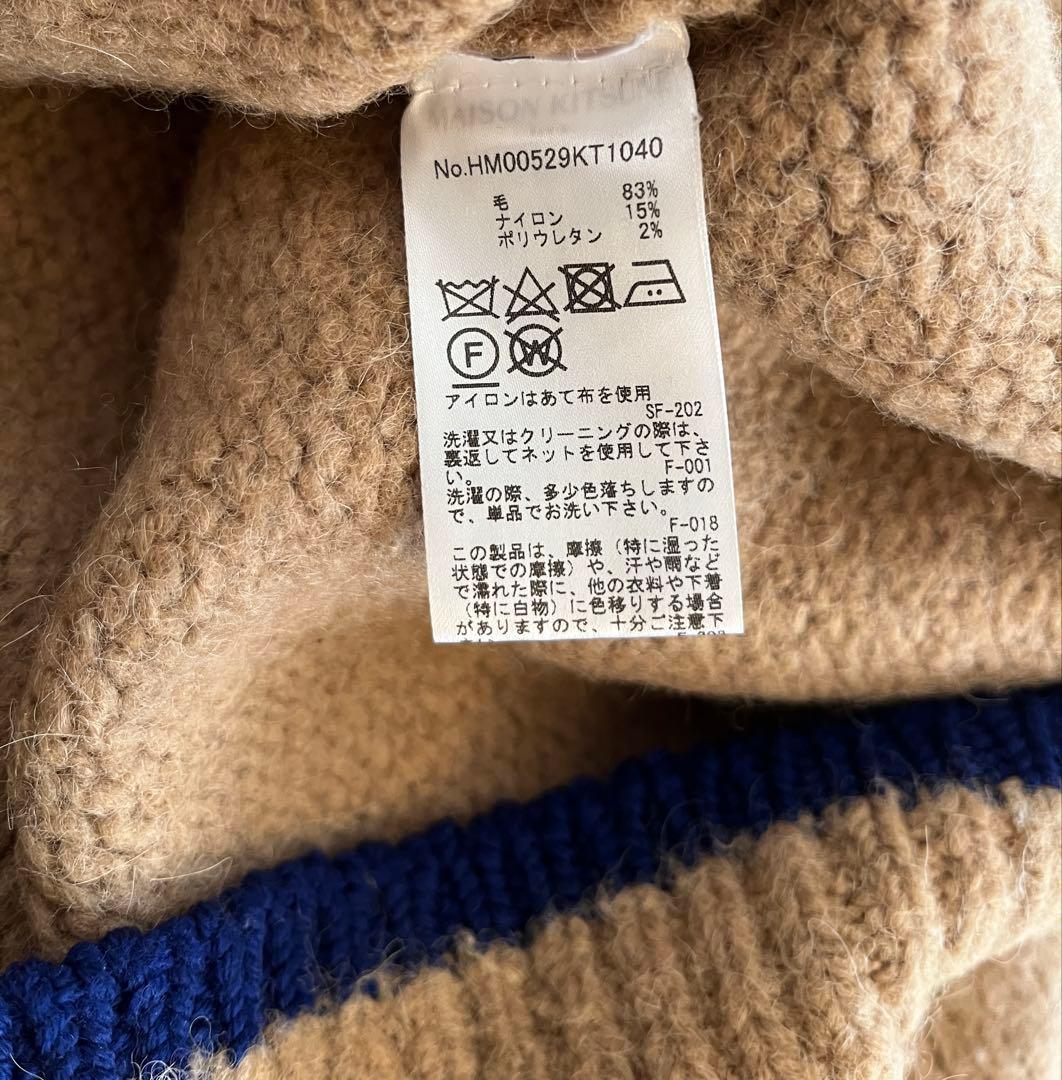 MAISON KITSUNÉ
No.HM00529KT1040
毛 83%
ナイロン 15%
ポリウレタン 2%
F
W
アイロンはあて布を使用
SF-202
洗濯又はクリーニングの際は、
裏返してネットを使用して下さ
い。
F-001
洗濯の際、多少色落ちしますの
で、単品でお洗い下さい。
F-018
この製品は、摩擦（特に湿った
状態での摩擦）や、汗や雨など
で濡れた際に、他の衣料や下着
（特に白物）に色移りする場合
がありますので、十分ご注意下